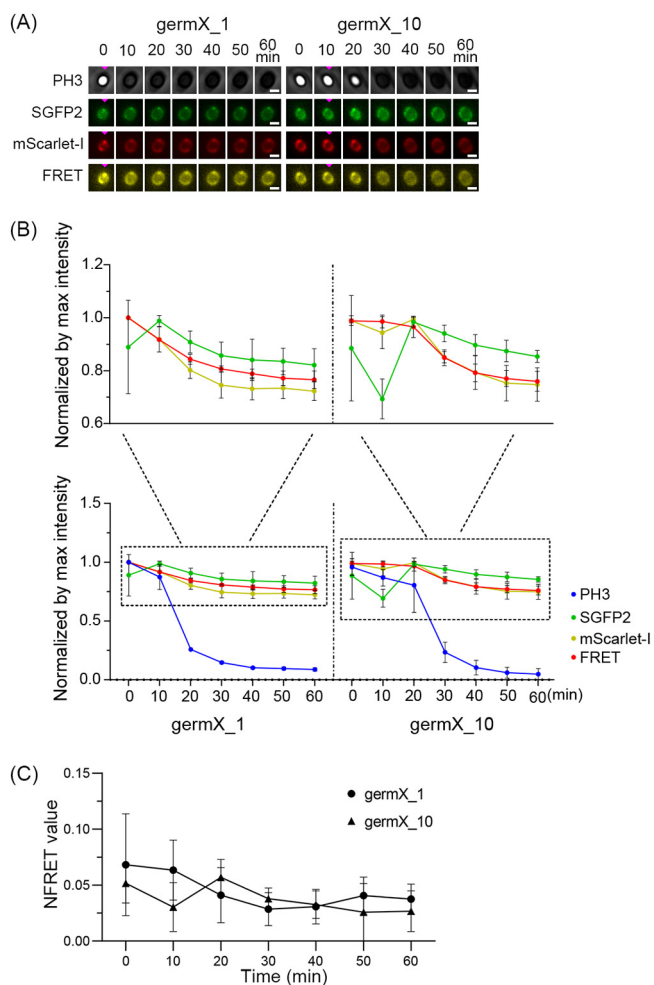 (A)
germX_1 germX_10
0 10 20 30 40 50 60 0 10 20 30 40 50 60
min min
PH3
SGFP2
mScarlet-I
FRET
(B)
Normalized by max intensity
1.2
1.0
0.8
0.6
Normalized by max intensity
1.5
1.0
0.5
0.0
0 10 20 30 40 50 60 0 10 20 30 40 50 60 (min)
germX_1 germX_10
PH3
SGFP2
mScarlet-I
FRET
(C)
NFRET value
0.15
0.10
0.05
0.00
germX_1
germX_10
0 10 20 30 40 50 60
Time (min)